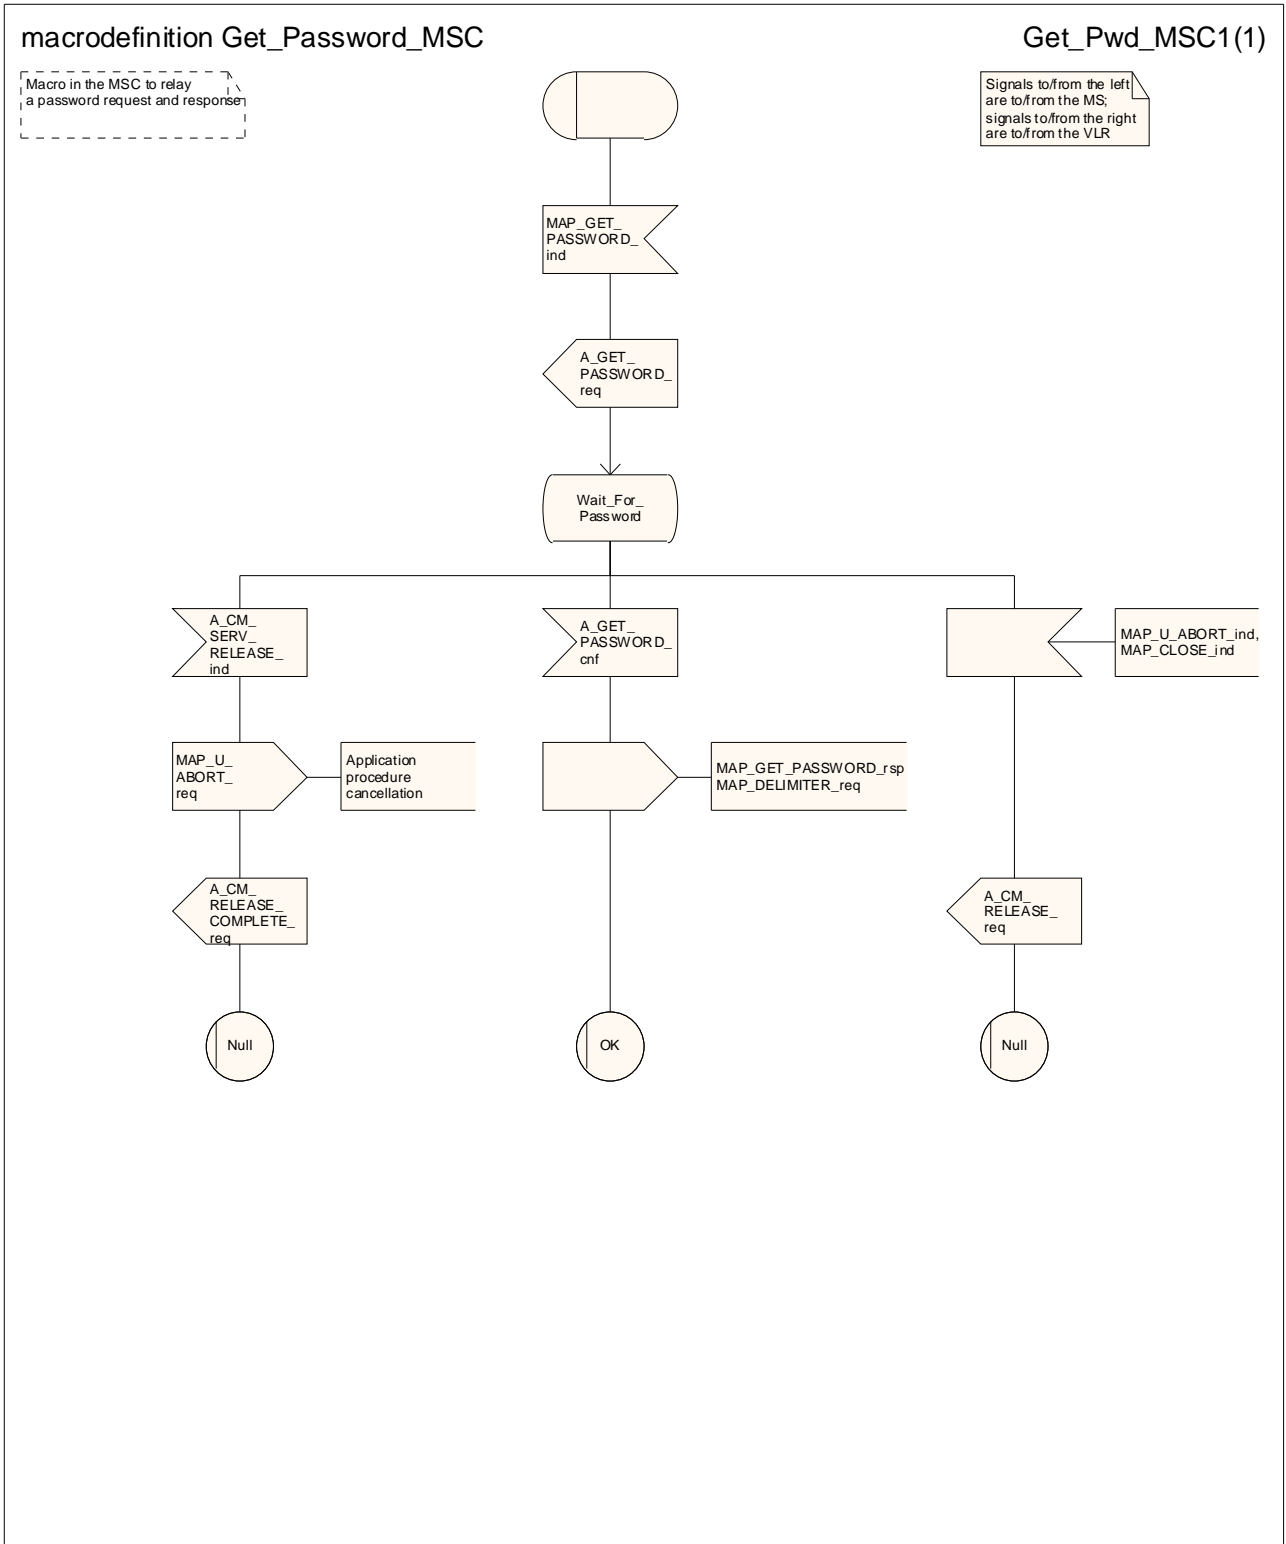 macrodefinition Get_Password_MSC
Get_Pwd_MSC1(1)
Macro in the MSC to relay
a password request and response
Signals to/from the left
are to/from the MS;
signals to/from the right
are to/from the VLR
MAP_GET_
PASSWORD_
ind
A_GET_
PASSWORD_
req
Wait_For_
Password
A_CM_
SERV_
RELEASE_
ind
A_GET_
PASSWORD_
cnf
MAP_U_ABORT_ind,
MAP_CLOSE_ind
MAP_U_
ABORT_
req
Application
procedure
cancellation
MAP_GET_PASSWORD_rsp
MAP_DELIMITER_req
A_CM_
RELEASE_
COMPLETE_
req
A_CM_
RELEASE_
req
Null
OK
Null